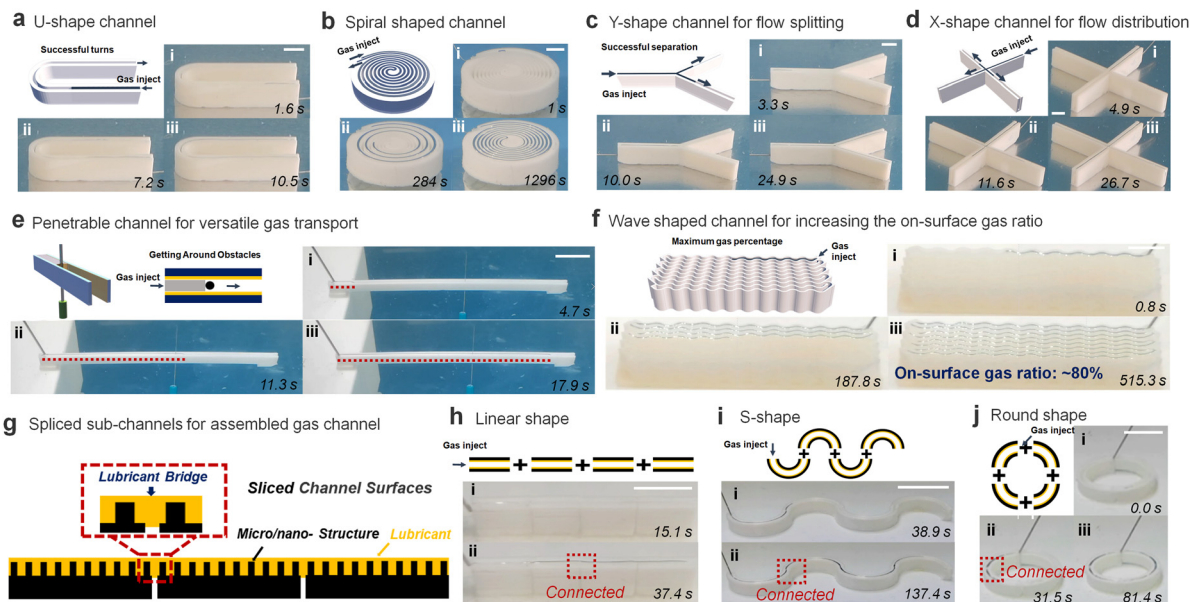 a U-shape channel
Successful turns
Gas inject
i
1.6 s
ii
7.2 s
iii
10.5 s
b Spiral shaped channel
Gas inject
i
1 s
ii
284 s
iii
1296 s
c Y-shape channel for flow splitting
Successful separation
Gas inject
i
3.3 s
ii
10.0 s
iii
24.9 s
d X-shape channel for flow distribution
Gas inject
i
4.9 s
ii
11.6 s
iii
26.7 s
e Penetrable channel for versatile gas transport
Getting Around Obstacles
Gas inject
i
4.7 s
ii
11.3 s
iii
17.9 s
f Wave shaped channel for increasing the on-surface gas ratio
Maximum gas percentage
Gas
inject
i
0.8 s
ii
187.8 s
iii
On-surface gas ratio: ~80%
515.3 s
g Spliced sub-channels for assembled gas channel
Lubricant Bridge
Sliced Channel Surfaces
Micro/nano- Structure
Lubricant
h Linear shape
Gas inject
+ + +
i
15.1 s
ii
Connected
37.4 s
i S-shape
Gas inject
+ + +
i
38.9 s
ii
Connected
137.4 s
j Round shape
Gas inject
+
+ +
+
i
0.0 s
ii
Connected
31.5 s
iii
81.4 s